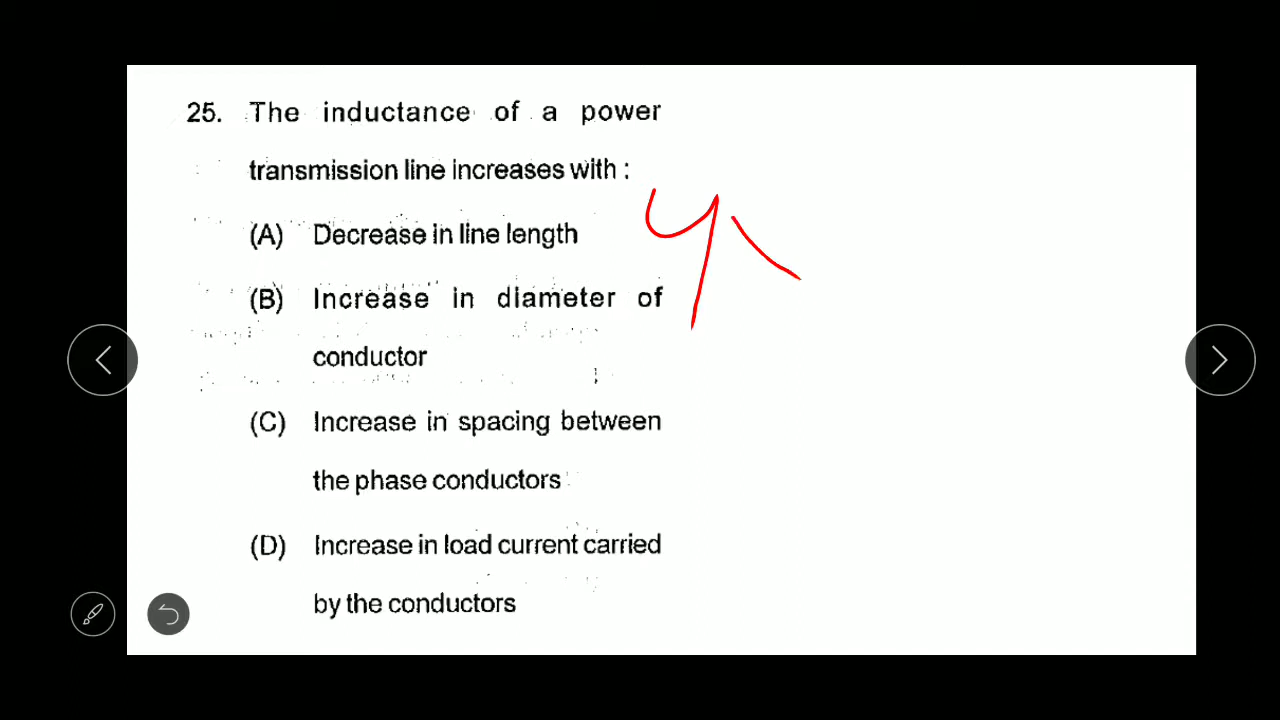 25. The inductance of a power
transmission line increases with :
(A) Decrease in line length
(B) Increase in diameter of
conductor
(C) Increase in spacing between
the phase conductors
(D) Increase in load current carried
by the conductors